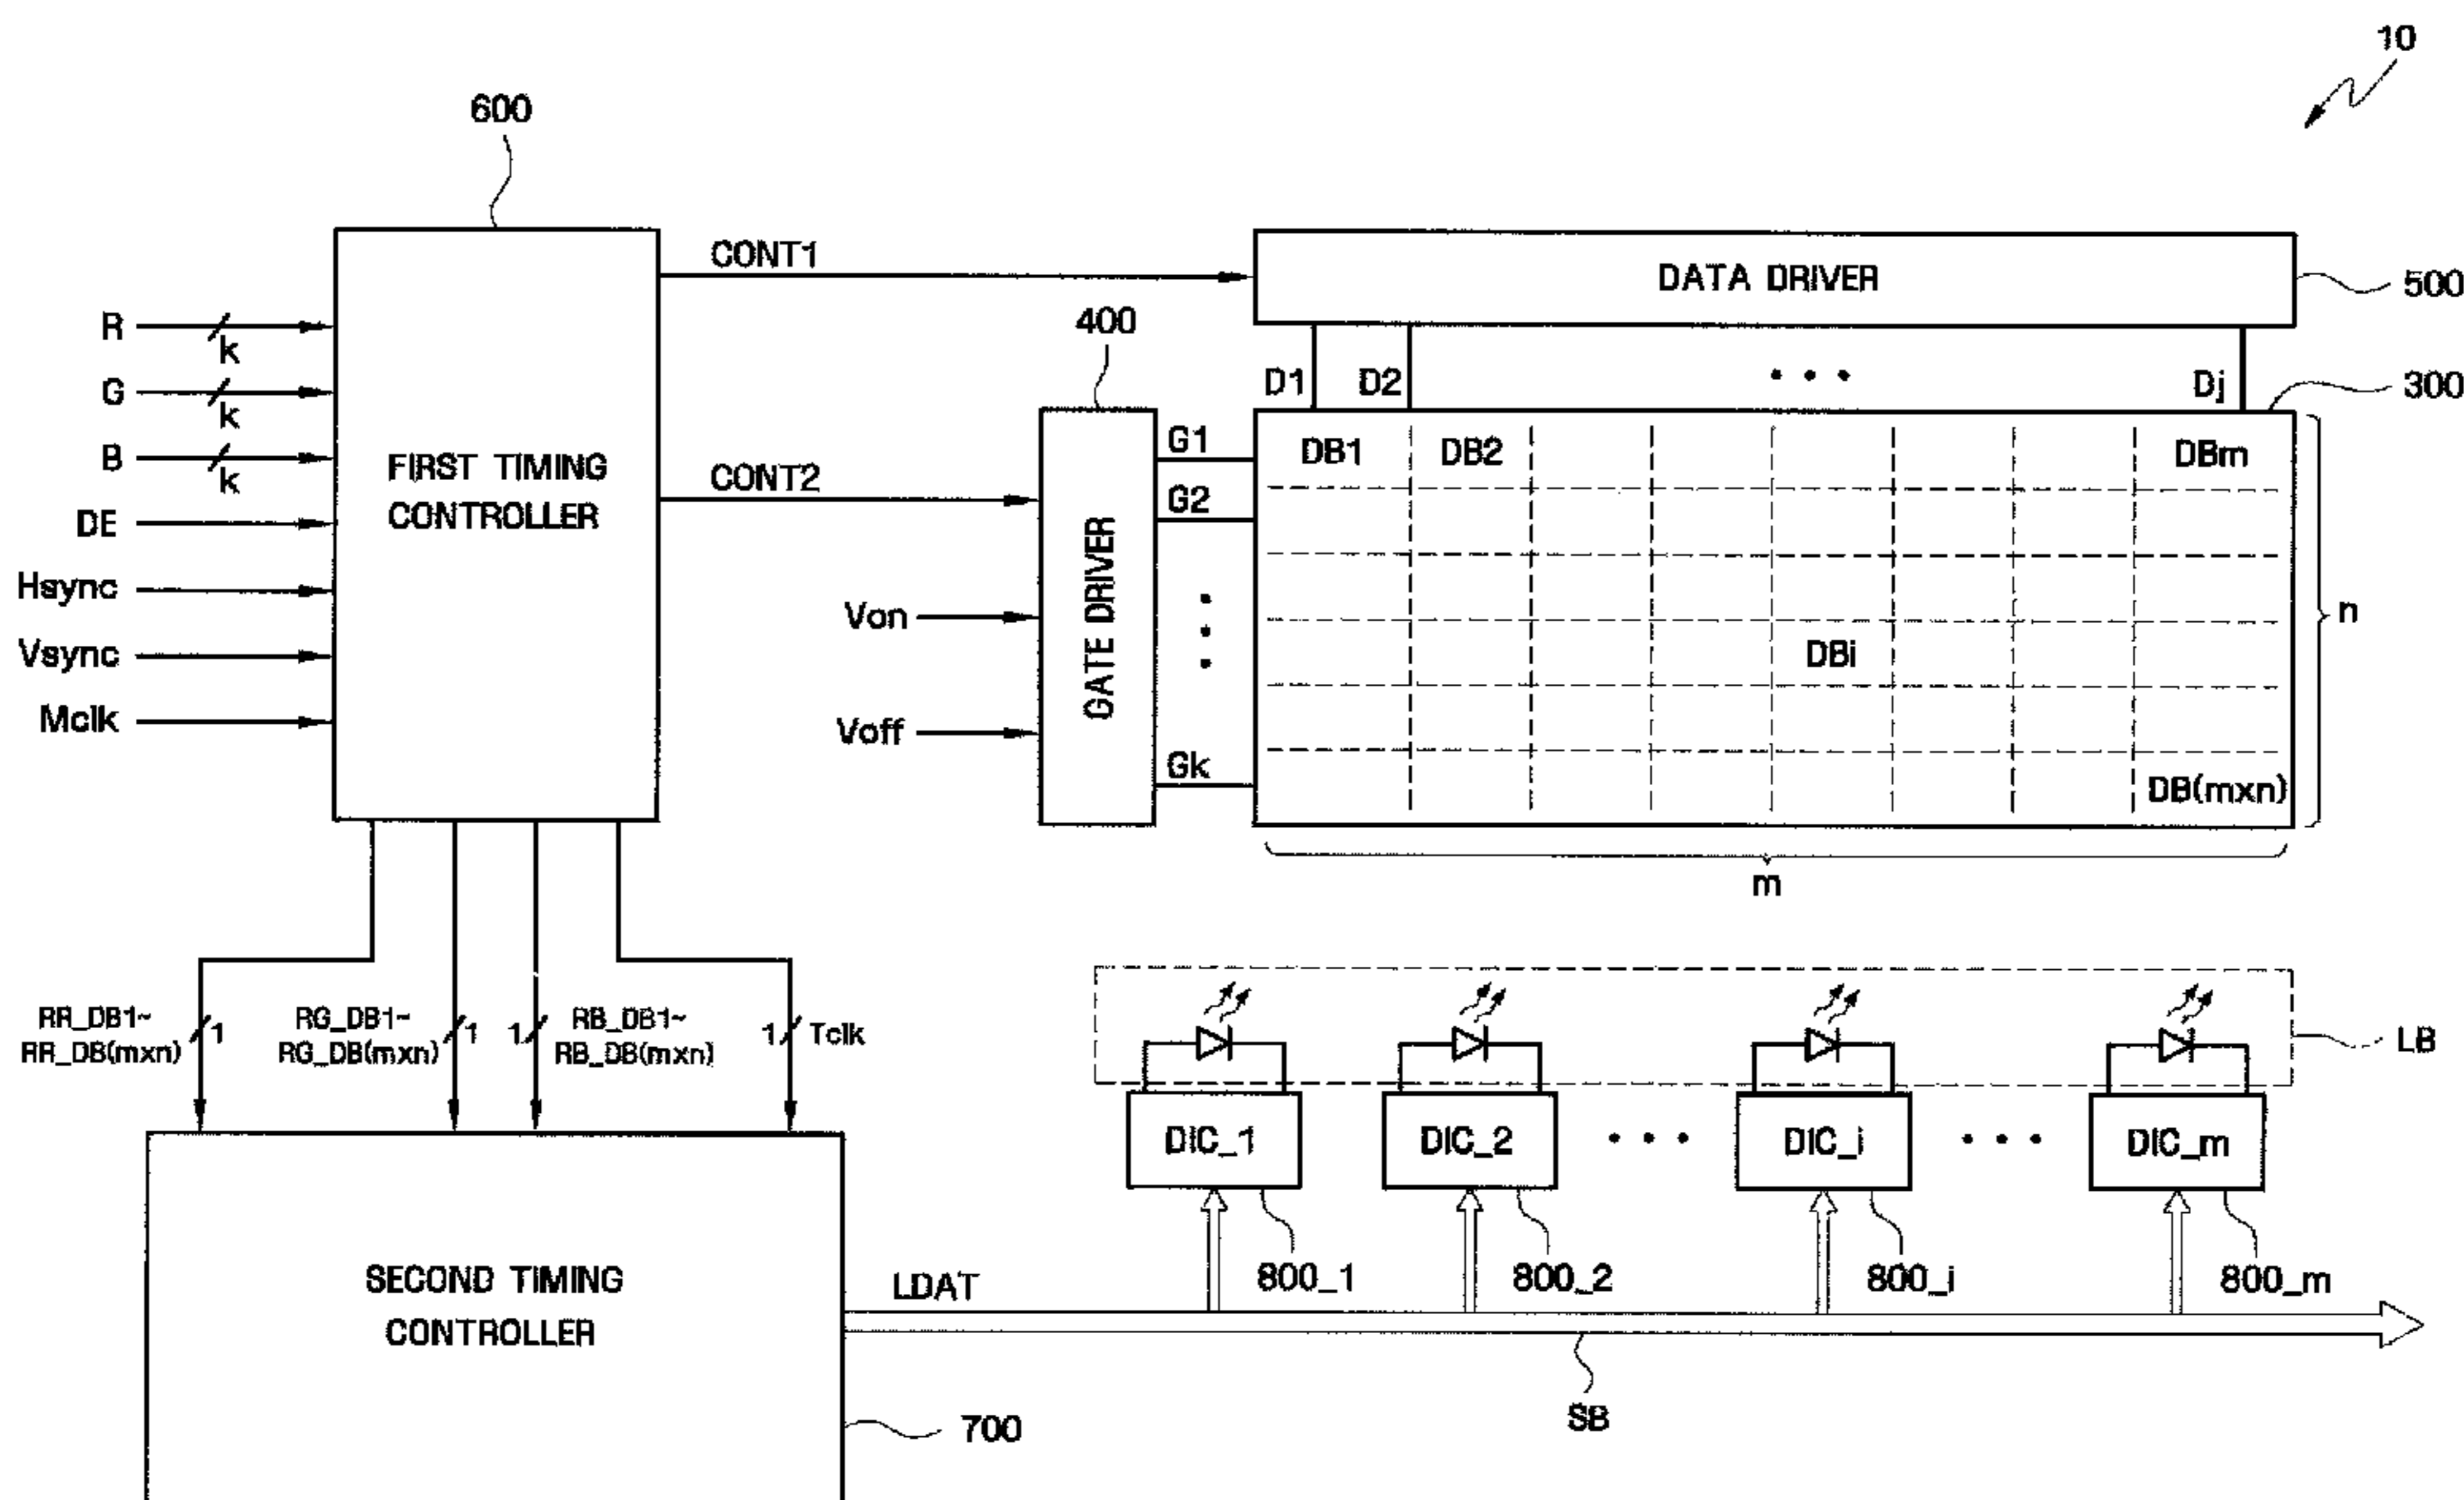 10
600
CONT1
DATA DRIVER
500
R
k
G
k
B
k
DE
Hsync
Vsync
Mclk
FIRST TIMING
CONTROLLER
CONT2
400
D1
D2
• • •
Dj
300
G1
G2
Gk
GATE DRIVER
Von
Voff
DB1
DB2
DBm
DBi
DB(mxn)
n
m
RR_DB1~
RR_DB(mxn)
1
RG_DB1~
RG_DB(mxn)
1
1
RB_DB1~
RB_DB(mxn)
1
Tclk
LB
DIC_1
DIC_2
• • •
DIC_i
• • •
DIC_m
800_1
800_2
800_i
800_m
SECOND TIMING
CONTROLLER
LDAT
SB
700